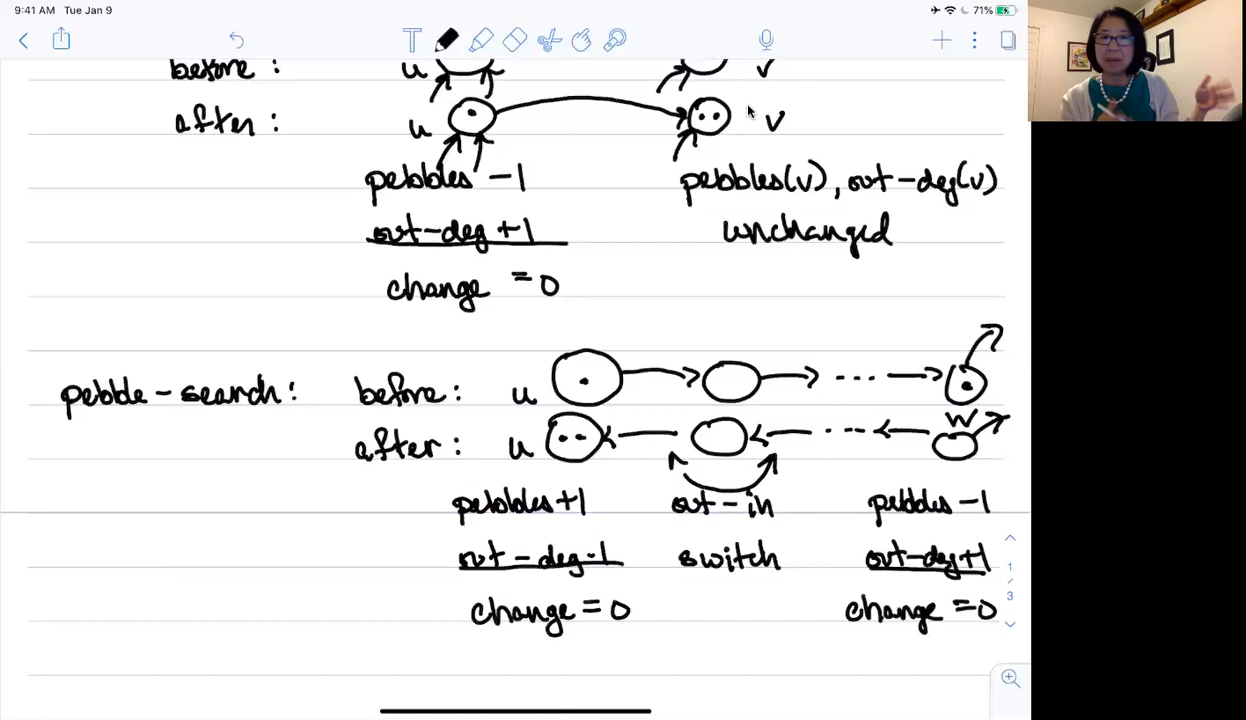 9:41 AM Tue Jan 9 71%
T
before : u v
after : u v
pebbles -1 pebbles(v), out-deg(v)
out-deg +1 unchanged
change =0
pebble-search: before: u ... w
after : u ...
pebbles+1 out-in pebbles -1
out-deg-1 switch out-deg+1
change = 0 change =0
1
/
3